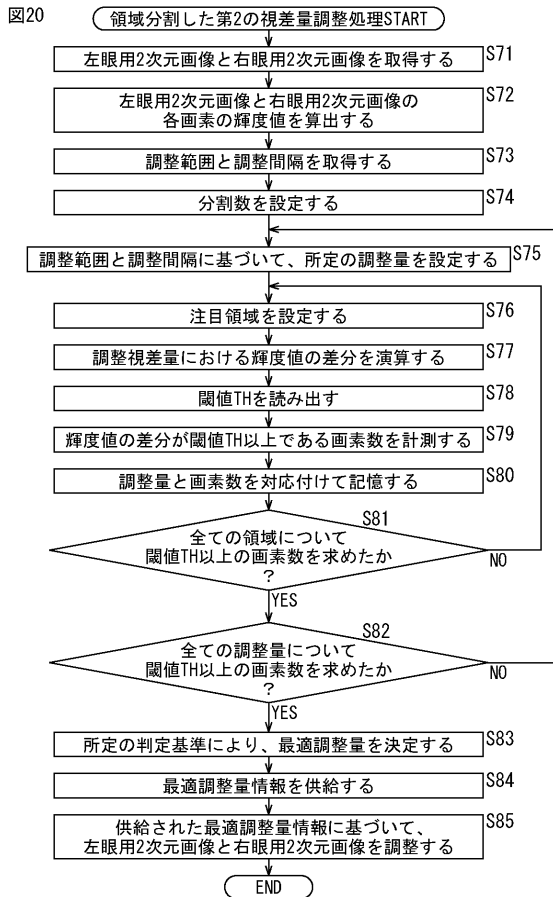 図20
領域分割した第2の視差量調整処理START
左眼用2次元画像と右眼用2次元画像を取得する
S71
左眼用2次元画像と右眼用2次元画像の
各画素の輝度値を算出する
S72
調整範囲と調整間隔を取得する
S73
分割数を設定する
S74
調整範囲と調整間隔に基づいて、所定の調整量を設定する
S75
注目領域を設定する
S76
調整視差量における輝度値の差分を演算する
S77
閾値THを読み出す
S78
輝度値の差分が閾値TH以上である画素数を計測する
S79
調整量と画素数を対応付けて記憶する
S80
S81
全ての領域について
閾値TH以上の画素数を求めたか
?
NO
YES
S82
全ての調整量について
閾値TH以上の画素数を求めたか
?
NO
YES
所定の判定基準により、最適調整量を決定する
S83
最適調整量情報を供給する
S84
供給された最適調整量情報に基づいて、
左眼用2次元画像と右眼用2次元画像を調整する
S85
END